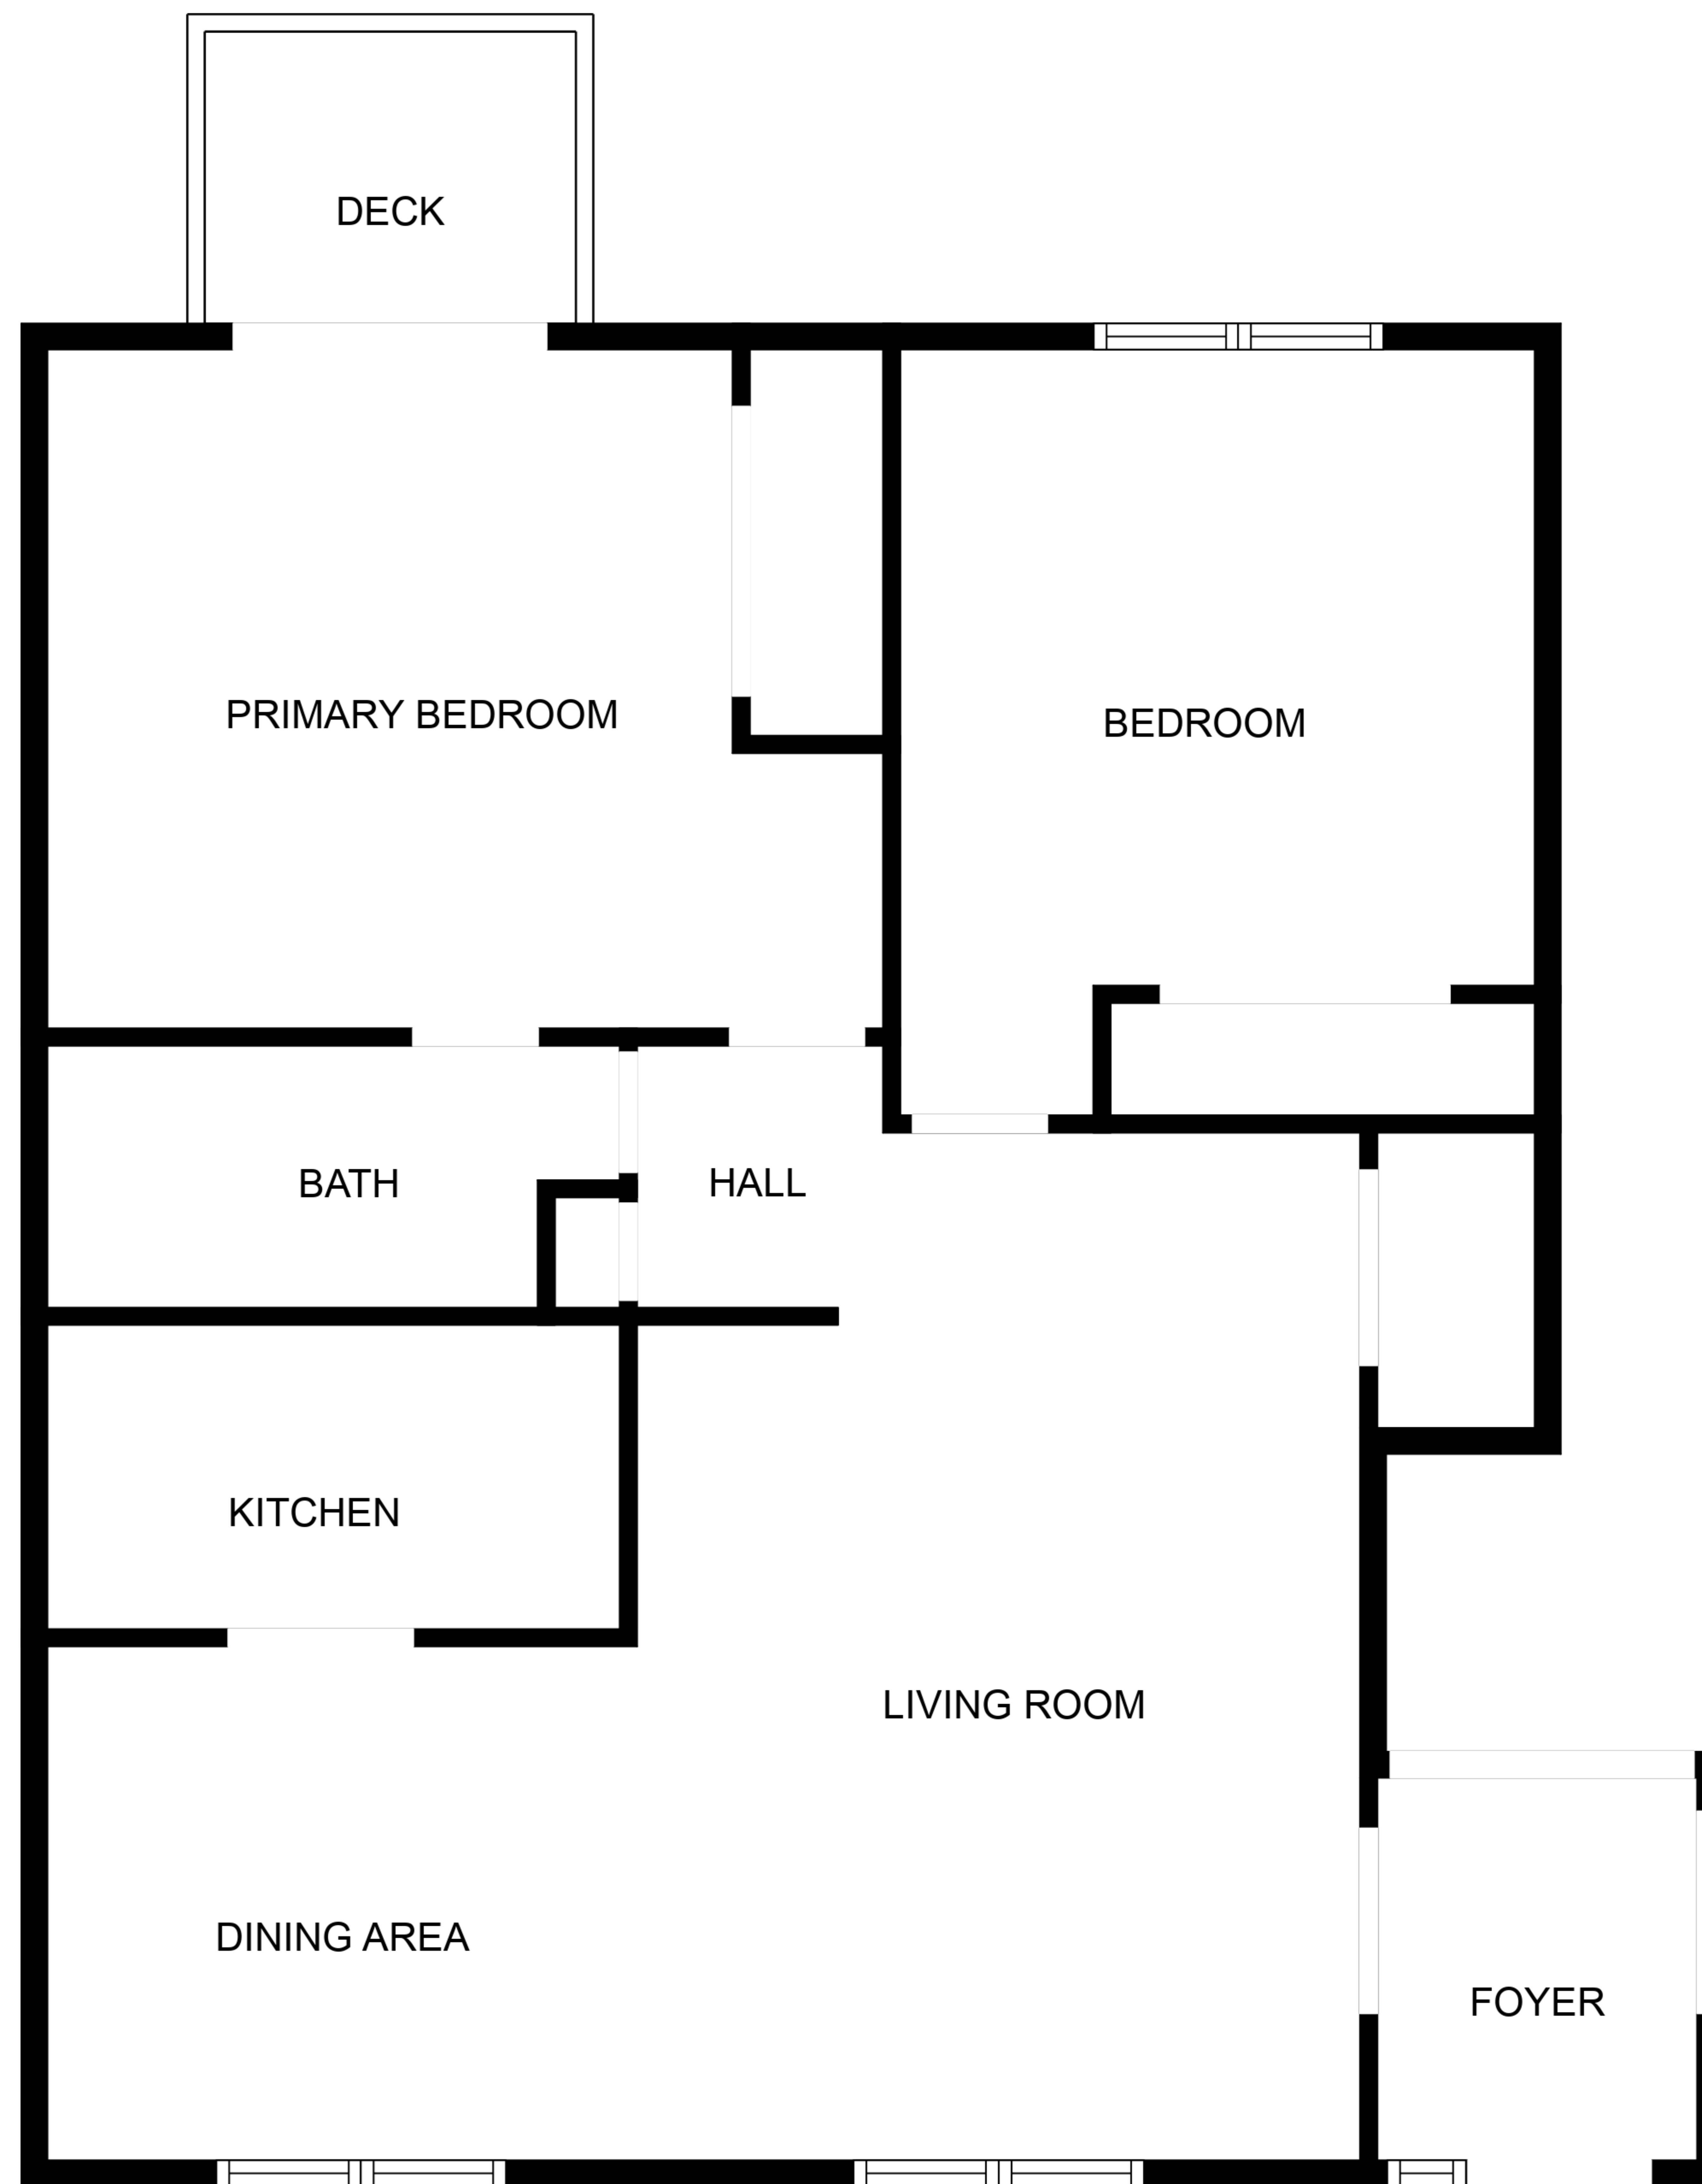 DECK
PRIMARY BEDROOM
BEDROOM
BATH
HALL
KITCHEN
LIVING ROOM
DINING AREA
FOYER